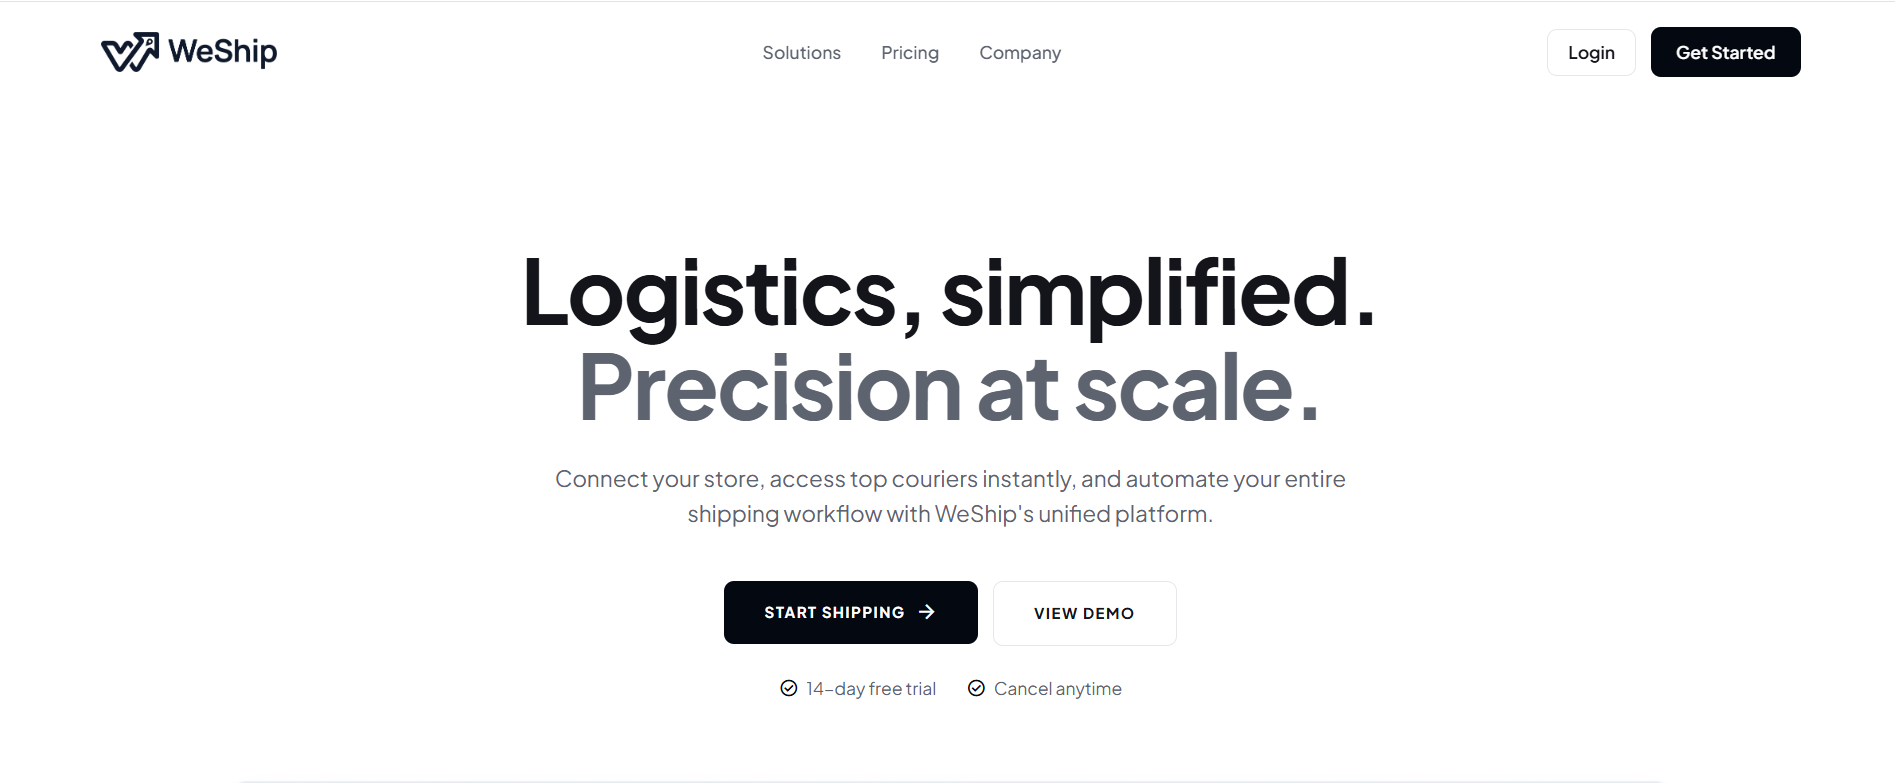 WeShip
Solutions
Pricing
Company
Login
Get Started
Logistics, simplified.
Precision at scale.
Connect your store, access top couriers instantly, and automate your entire
shipping workflow with WeShip's unified platform.
START SHIPPING
VIEW DEMO
14-day free trial
Cancel anytime